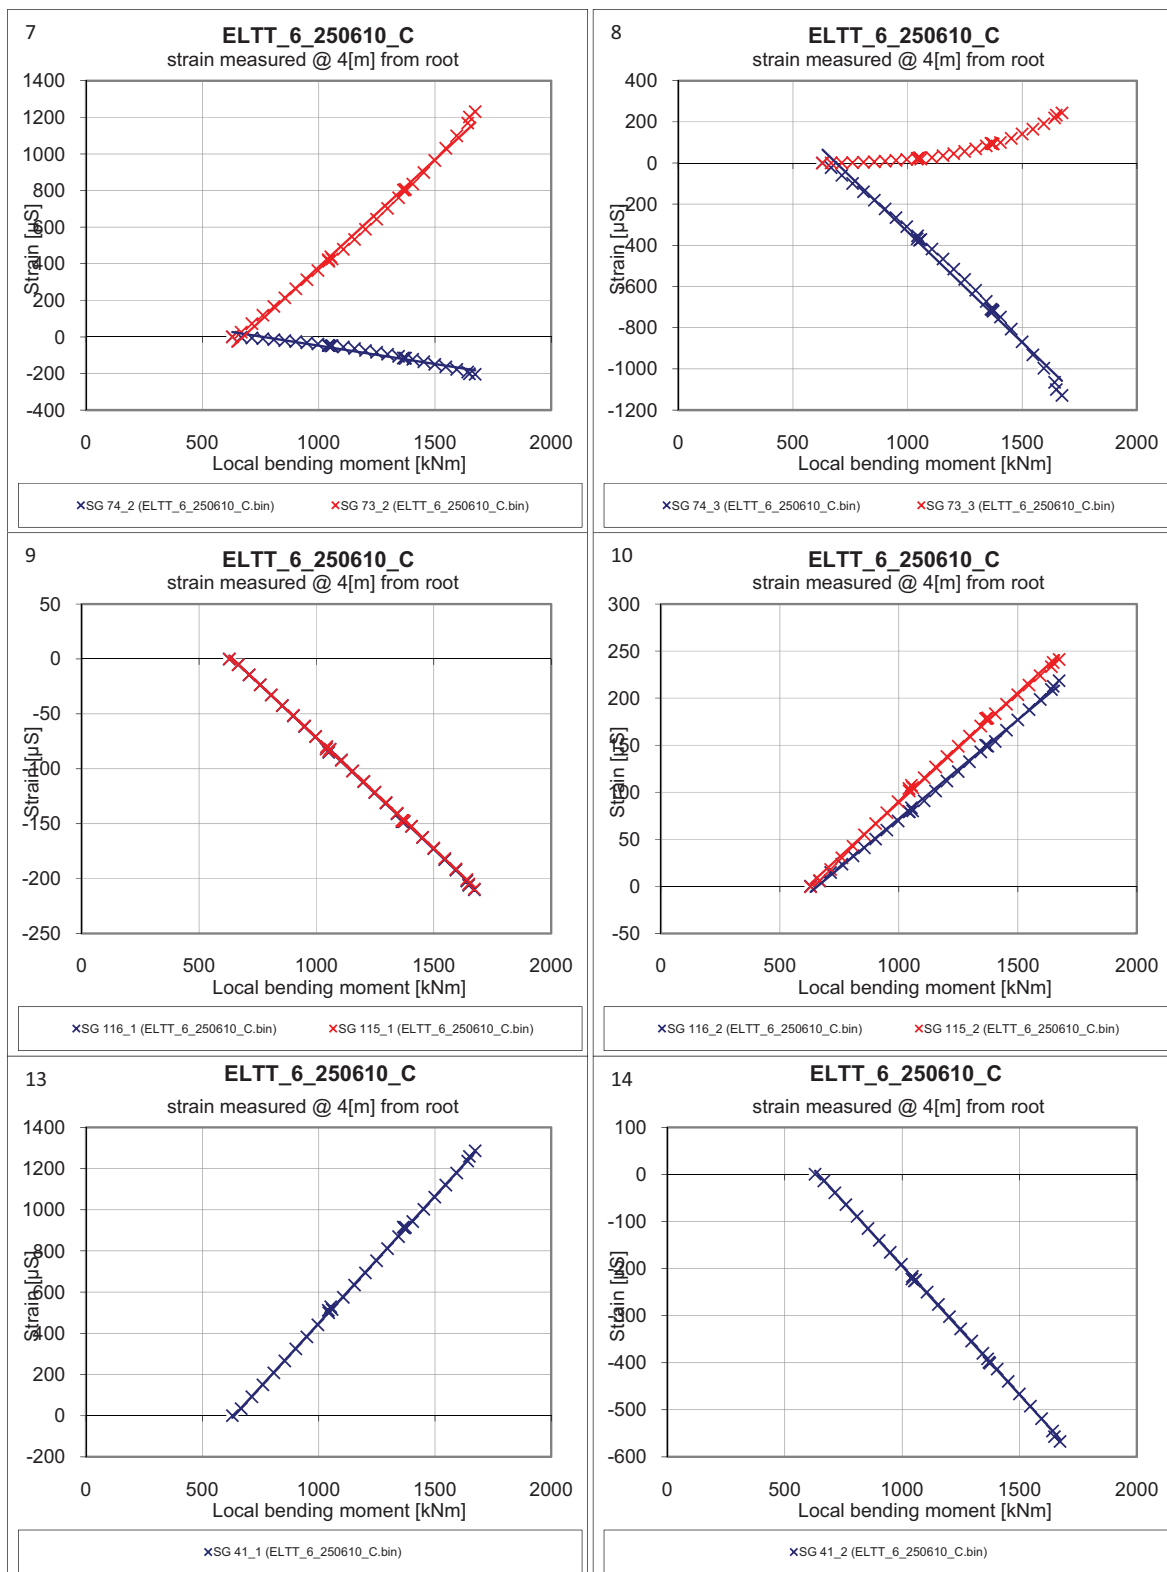 7
ELTT_6_250610_C
strain measured @ 4[m] from root
1400
1200
1000
800
600
400
200
0
-200
-400
Strain [µS]
0 500 1000 1500 2000
Local bending moment [kNm]
SG 74_2 (ELTT_6_250610_C.bin) SG 73_2 (ELTT_6_250610_C.bin)
8
ELTT_6_250610_C
strain measured @ 4[m] from root
400
200
0
-200
-400
-600
-800
-1000
-1200
Strain [µS]
0 500 1000 1500 2000
Local bending moment [kNm]
SG 74_3 (ELTT_6_250610_C.bin) SG 73_3 (ELTT_6_250610_C.bin)
9
ELTT_6_250610_C
strain measured @ 4[m] from root
50
0
-50
-100
-150
-200
-250
Strain [µS]
0 500 1000 1500 2000
Local bending moment [kNm]
SG 116_1 (ELTT_6_250610_C.bin) SG 115_1 (ELTT_6_250610_C.bin)
10
ELTT_6_250610_C
strain measured @ 4[m] from root
300
250
200
150
100
50
0
-50
Strain [µS]
0 500 1000 1500 2000
Local bending moment [kNm]
SG 116_2 (ELTT_6_250610_C.bin) SG 115_2 (ELTT_6_250610_C.bin)
13
ELTT_6_250610_C
strain measured @ 4[m] from root
1400
1200
1000
800
600
400
200
0
-200
Strain [µS]
0 500 1000 1500 2000
Local bending moment [kNm]
SG 41_1 (ELTT_6_250610_C.bin)
14
ELTT_6_250610_C
strain measured @ 4[m] from root
100
0
-100
-200
-300
-400
-500
-600
Strain [µS]
0 500 1000 1500 2000
Local bending moment [kNm]
SG 41_2 (ELTT_6_250610_C.bin)